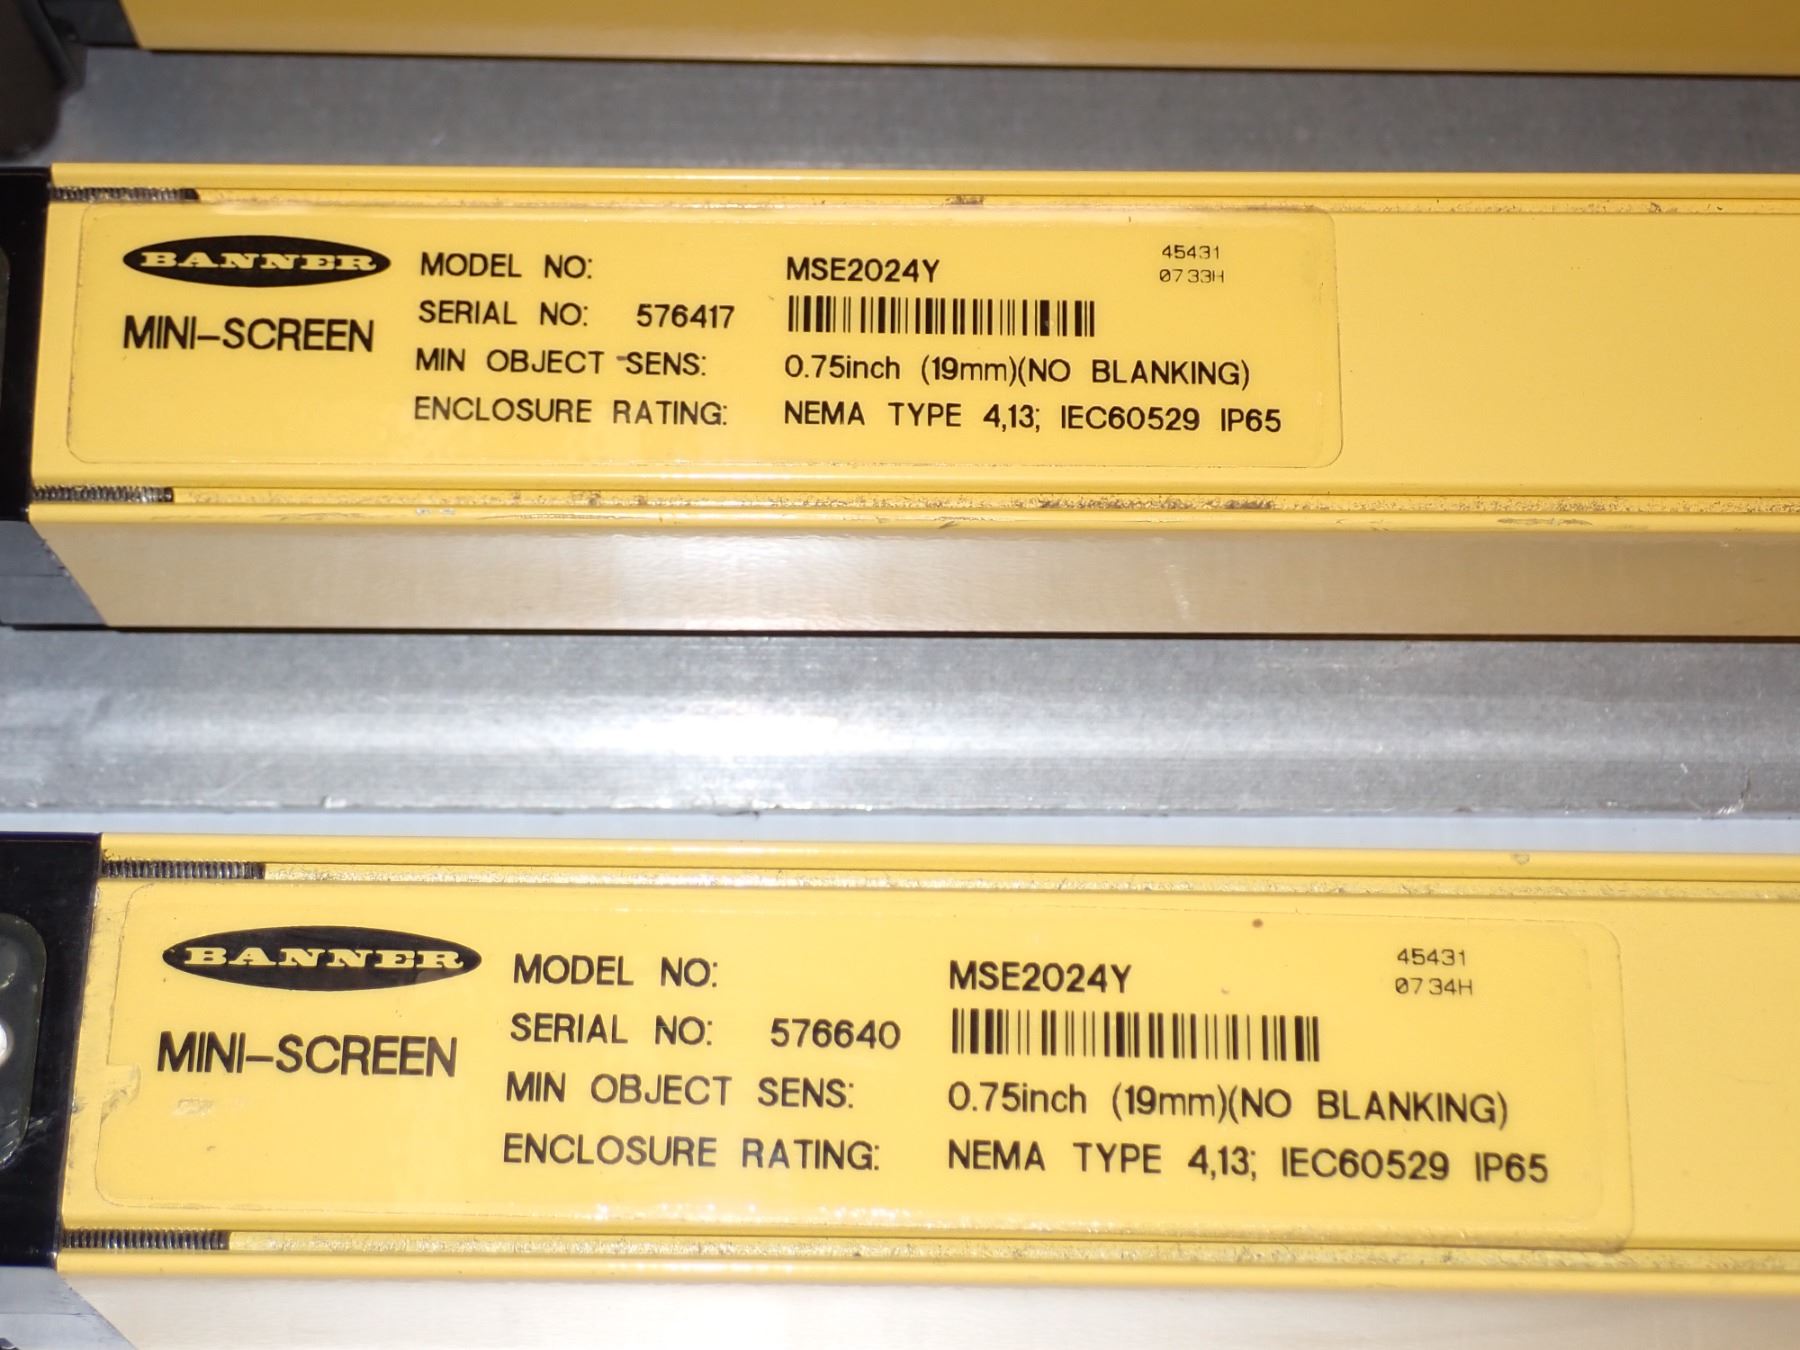 BANNER
MINI-SCREEN
MODEL NO: MSE2024Y
SERIAL NO: 576417
MIN OBJECT SENS: 0.75inch (19mm)(NO BLANKING)
ENCLOSURE RATING: NEMA TYPE 4,13; IEC60529 IP65
45431
0733H
BANNER
MINI-SCREEN
MODEL NO: MSE2024Y
SERIAL NO: 576640
MIN OBJECT SENS: 0.75inch (19mm)(NO BLANKING)
ENCLOSURE RATING: NEMA TYPE 4,13; IEC60529 IP65
45431
0734H